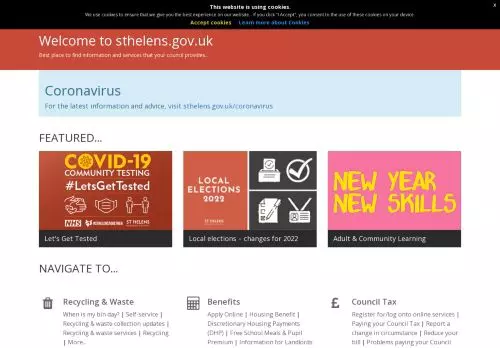 This website is using cookies.
x
We use cookies to ensure that we give you the best experience on our website. If you click "I Accept", you consent to the use of these cookies on your device.
Accept cookies Learn more about Cookies
Welcome to sthelens.gov.uk
Best place to find information and services that your council provides..
Coronavirus
For the latest information and advice, visit sthelens.gov.uk/coronavirus
FEATURED...
COVID-19
COMMUNITY TESTING
#LetsGetTested
NHS
ST HELENS
Let's Get Tested
LOCAL
ELECTIONS
2022
ST HELENS
Local elections – changes for 2022
NEW YEAR
NEW SKILLS
Adult & Community Learning
NAVIGATE TO...
Recycling & Waste
When is my bin day? | Self-service |
Recycling & waste collection updates |
Recycling & waste services | Recycling
| More..
Benefits
Apply Online | Housing Benefit |
Discretionary Housing Payments
(DHP) | Free School Meals & Pupil
Premium | Information for Landlords
£ Council Tax
Register for/log onto online services |
Paying your Council Tax | Report a
change in circumstance | Reduce your
bill | Problems paying your Council